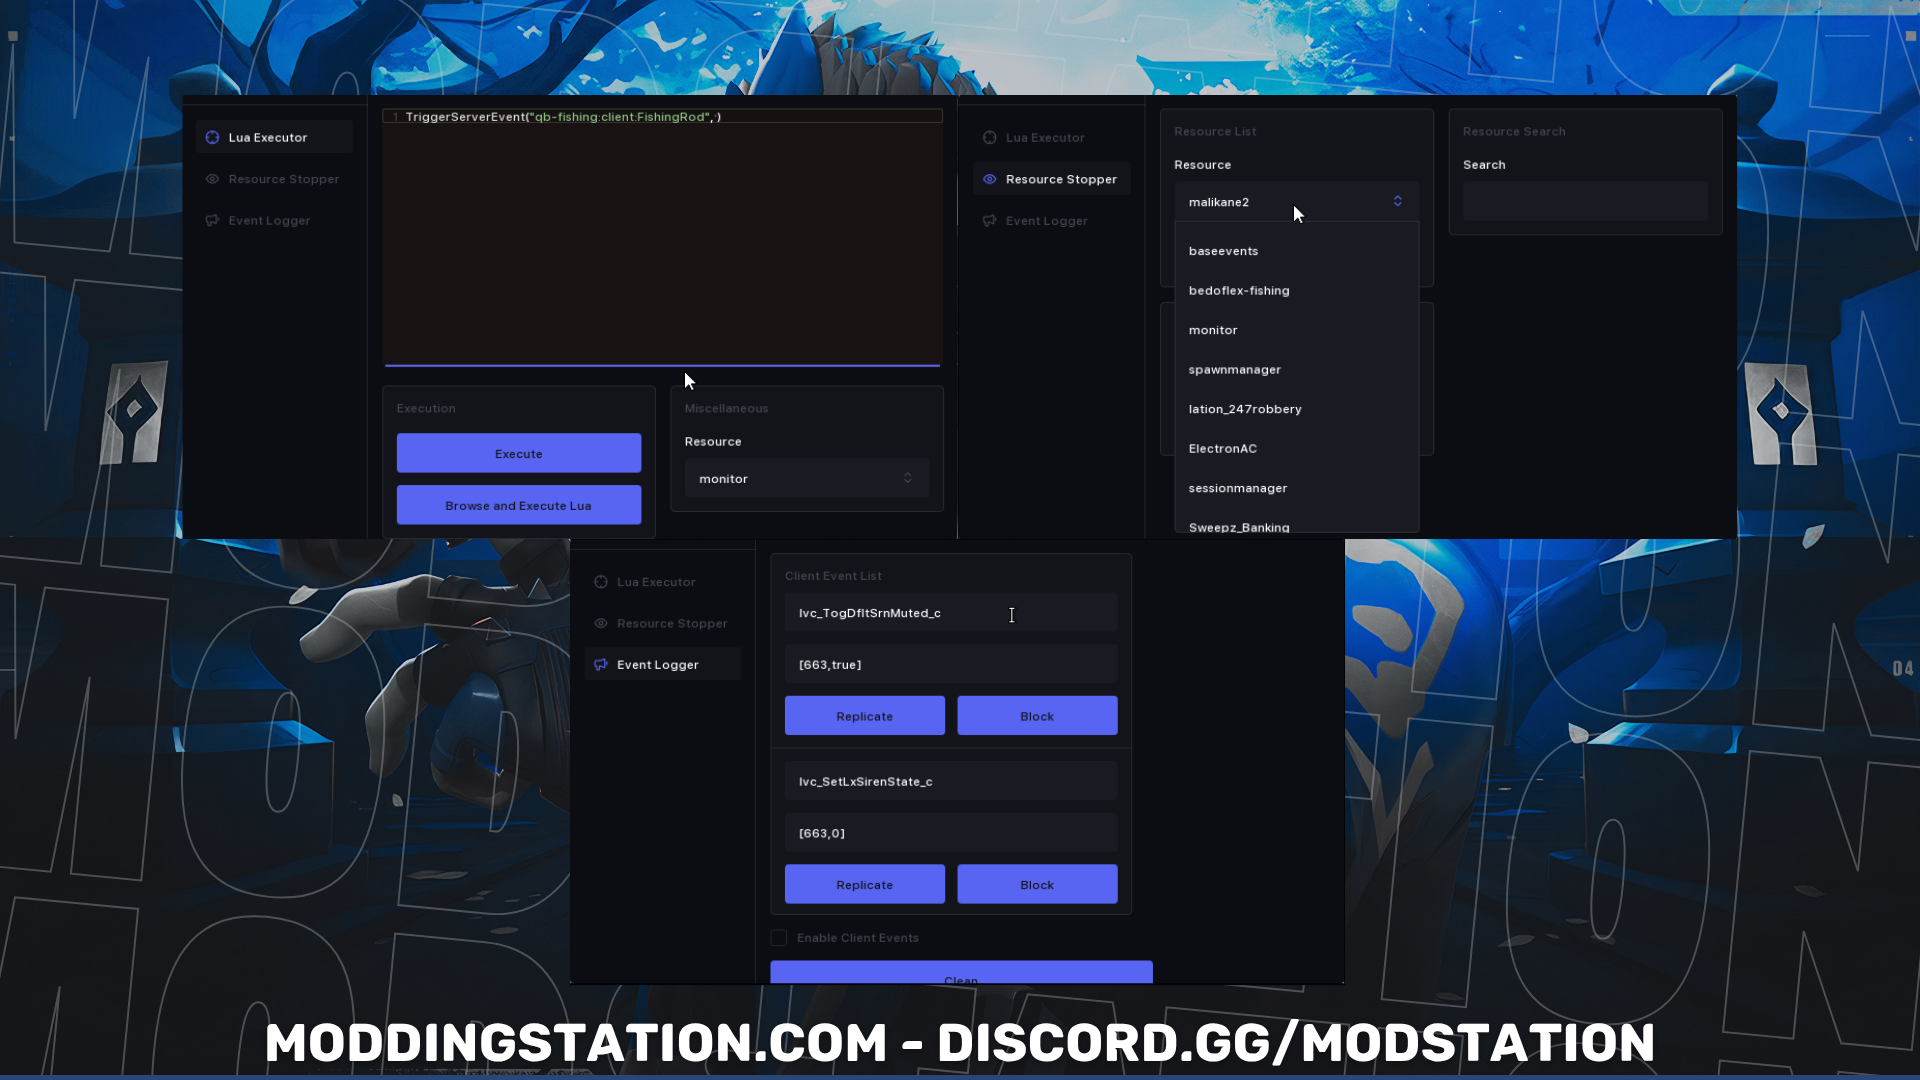 Lua Executor
Resource Stopper
Event Logger
1 TriggerServerEvent("qb-fishing:client:FishingRod",)
Execution
Execute
Browse and Execute Lua
Miscellaneous
Resource
monitor
Lua Executor
Resource Stopper
Event Logger
Resource List
Resource
malikane2
baseevents
bedoflex-fishing
monitor
spawnmanager
lation_247robbery
ElectronAC
sessionmanager
Sweepz_Banking
Resource Search
Search
Lua Executor
Resource Stopper
Event Logger
Client Event List
lvc_TogDfltSrnMuted_c
[663,true]
Replicate
Block
lvc_SetLxSirenState_c
[663,0]
Replicate
Block
Enable Client Events
Clean
04
MODDINGSTATION.COM - DISCORD.GG/MODSTATION